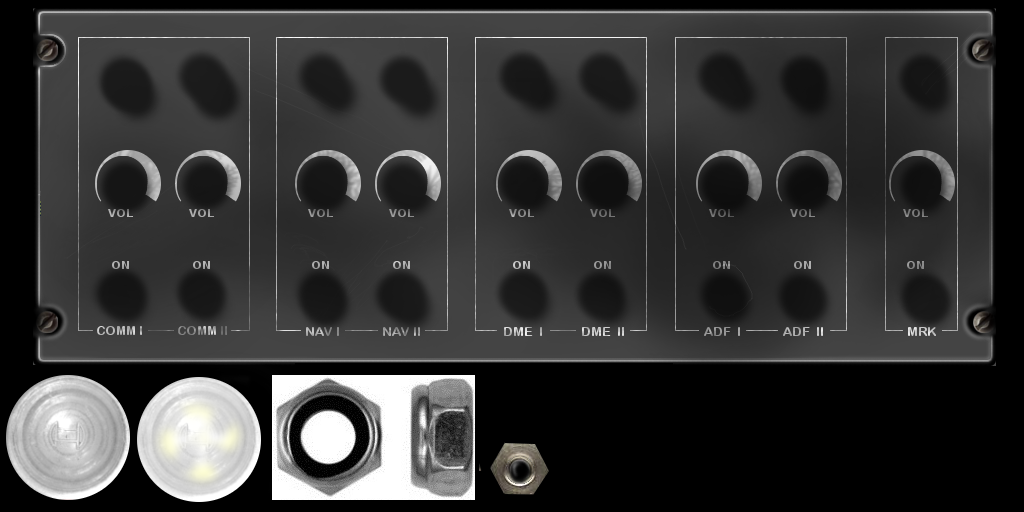 VOL VOL VOL VOL VOL VOL VOL VOL VOL
ON ON ON ON ON ON ON ON ON
COMM I COMM II NAV I NAV II DME I DME II ADF I ADF II MRK